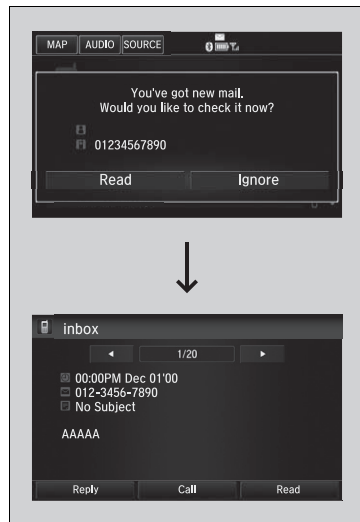 MAP AUDIO SOURCE
You've got new mail.
Would you like to check it now?
01234567890
Read Ignore
inbox
1/20
00:00PM Dec 01'00
012-3456-7890
No Subject
AAAAA
Reply Call Read